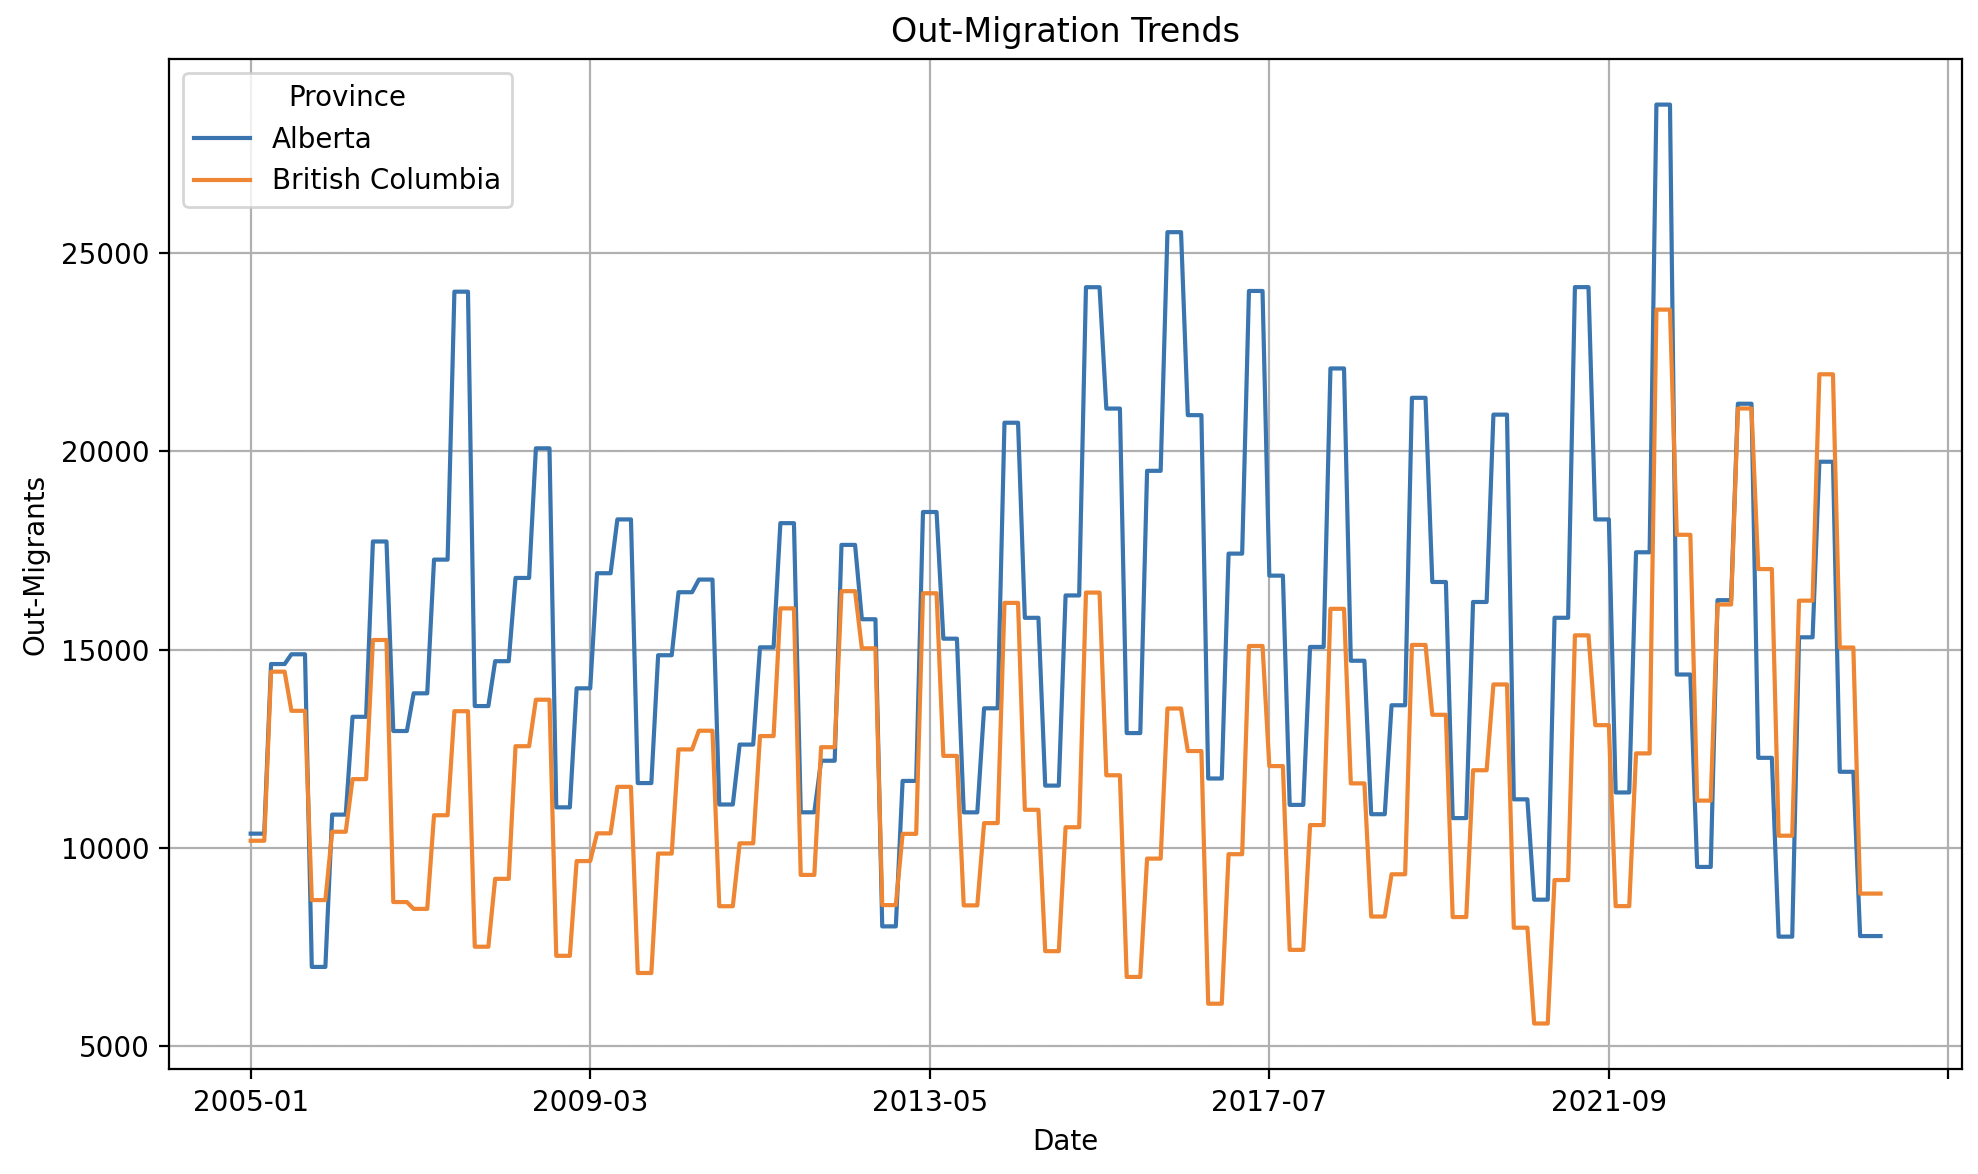 Out-Migration Trends
Province
Alberta
British Columbia
25000
20000
15000
10000
5000
Out-Migrants
2005-01 2009-03 2013-05 2017-07 2021-09
Date